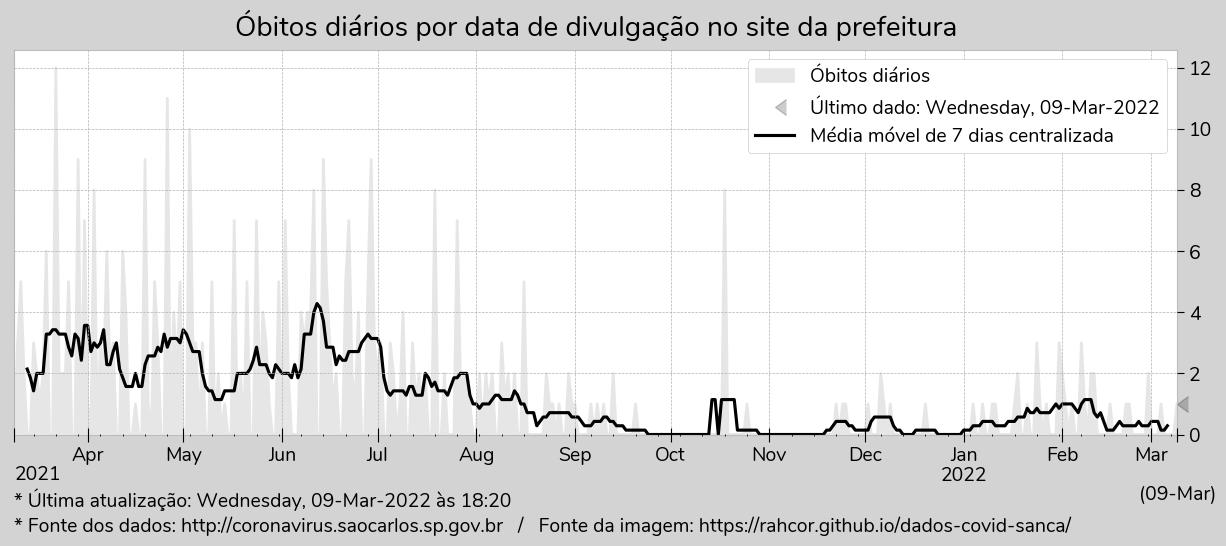 Óbitos diários por data de divulgação no site da prefeitura
Óbitos diários
Último dado: Wednesday, 09-Mar-2022
Média móvel de 7 dias centralizada
12
10
8
6
4
2
0
Apr May Jun Jul Aug Sep Oct Nov Dec Jan Feb Mar
2021 2022
(09-Mar)
* Última atualização: Wednesday, 09-Mar-2022 às 18:20
* Fonte dos dados: http://coronavirus.saocarlos.sp.gov.br / Fonte da imagem: https://rahcor.github.io/dados-covid-sanca/